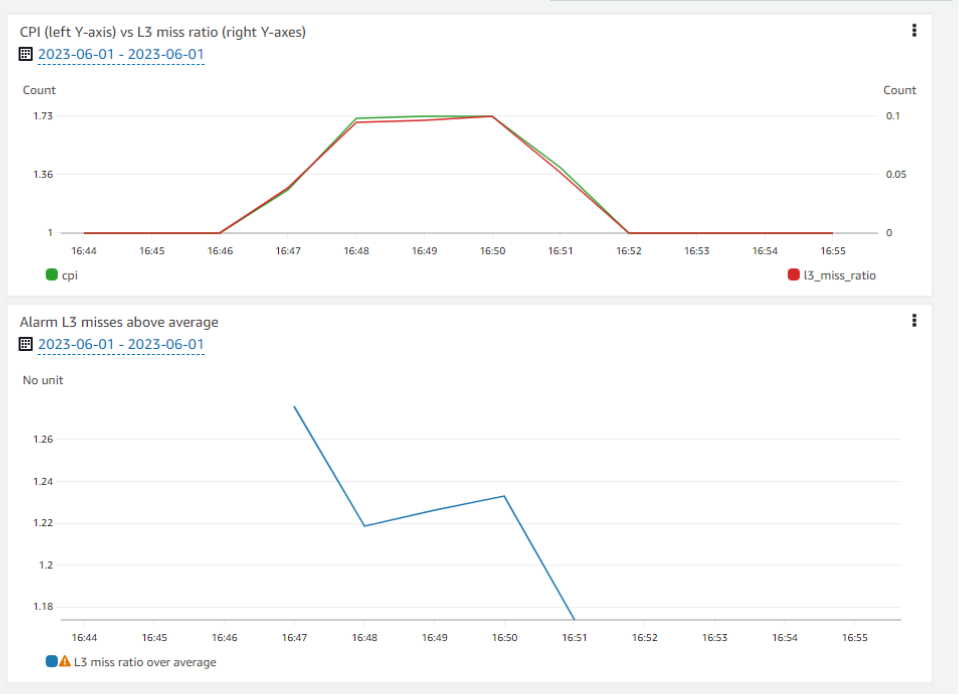 CPI (left Y-axis) vs L3 miss ratio (right Y-axes)
2023-06-01 - 2023-06-01
Count Count
1.73 0.1
1.36 0.05
1 0
16:44 16:45 16:46 16:47 16:48 16:49 16:50 16:51 16:52 16:53 16:54 16:55
cpi l3_miss_ratio
Alarm L3 misses above average
2023-06-01 - 2023-06-01
No unit
1.26
1.24
1.22
1.2
1.18
16:44 16:45 16:46 16:47 16:48 16:49 16:50 16:51 16:52 16:53 16:54 16:55
L3 miss ratio over average